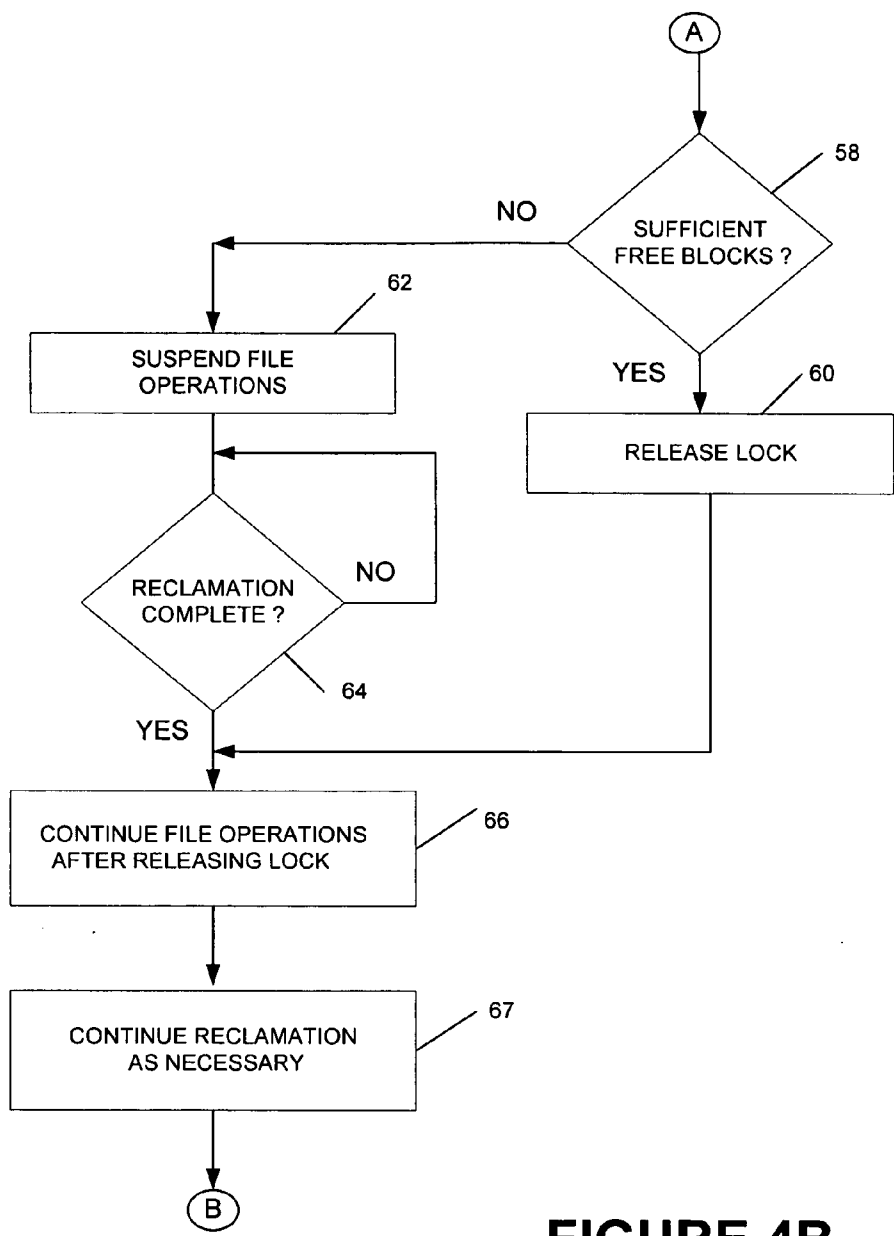 A
58
NO
SUFFICIENT
FREE BLOCKS ?
62
SUSPEND FILE
OPERATIONS
YES
60
RELEASE LOCK
RECLAMATION
COMPLETE ?
NO
64
YES
CONTINUE FILE OPERATIONS
AFTER RELEASING LOCK
66
CONTINUE RECLAMATION
AS NECESSARY
67
B
FIGURE 4B